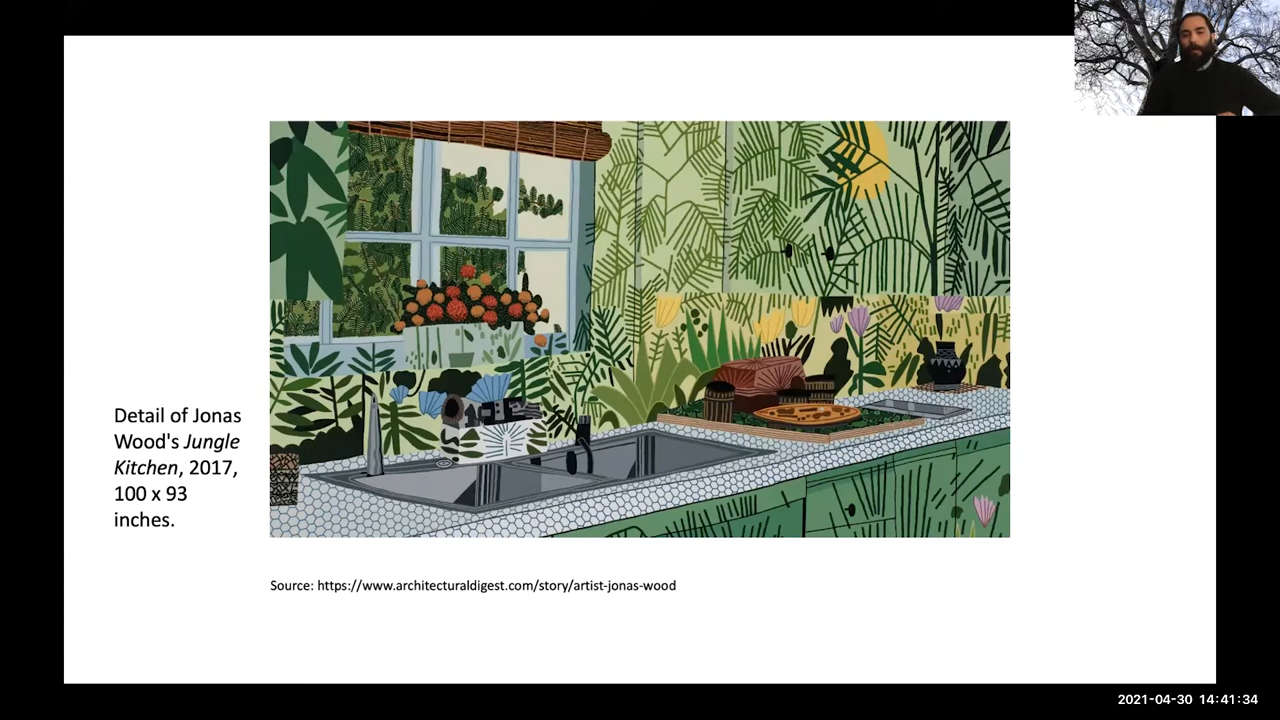 Detail of Jonas
Wood's Jungle
Kitchen, 2017,
100 x 93
inches.
Source: https://www.architecturaldigest.com/story/artist-jonas-wood
2021-04-30 14:41:34